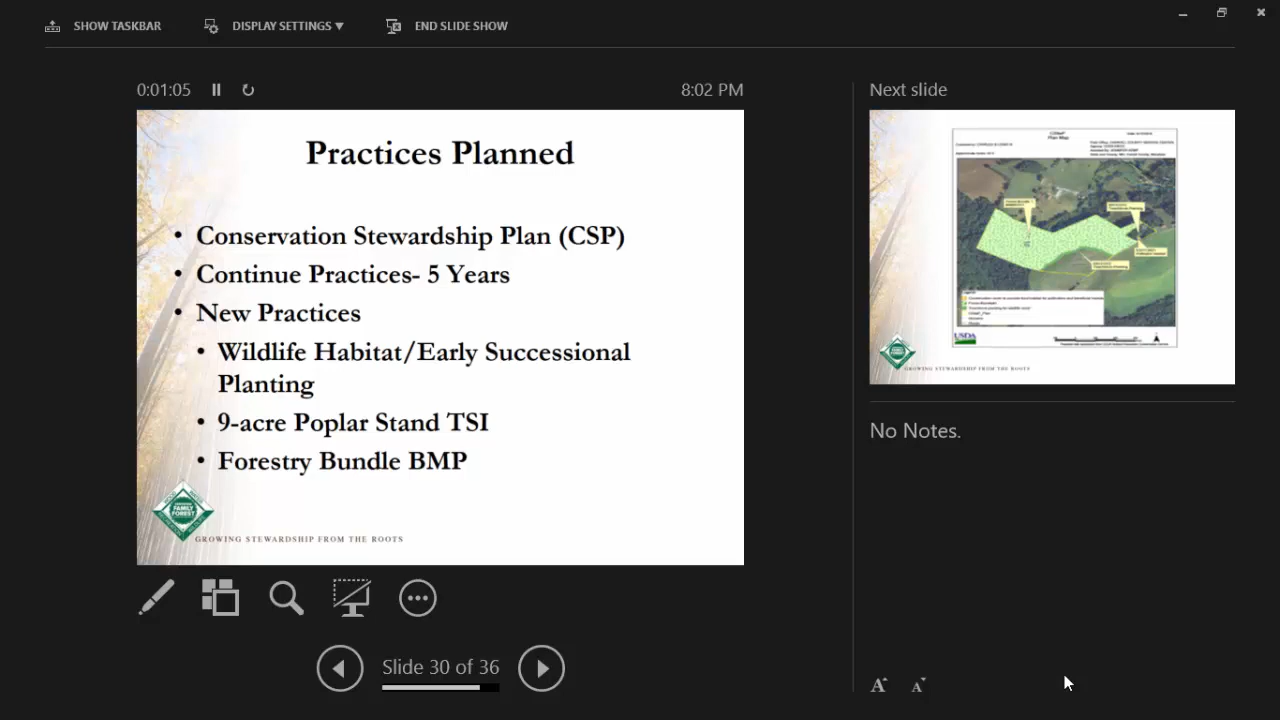 SHOW TASKBAR
DISPLAY SETTINGS ▼
END SLIDE SHOW
0:01:05
8:02 PM
Practices Planned
• Conservation Stewardship Plan (CSP)
• Continue Practices- 5 Years
• New Practices
• Wildlife Habitat/Early Successional
Planting
• 9-acre Poplar Stand TSI
• Forestry Bundle BMP
FAMILY
FOREST
GROWING STEWARDSHIP FROM THE ROOTS
Slide 30 of 36
Next slide
Plan Map
USDA
GROWING STEWARDSHIP FROM THE ROOTS
No Notes.
A A